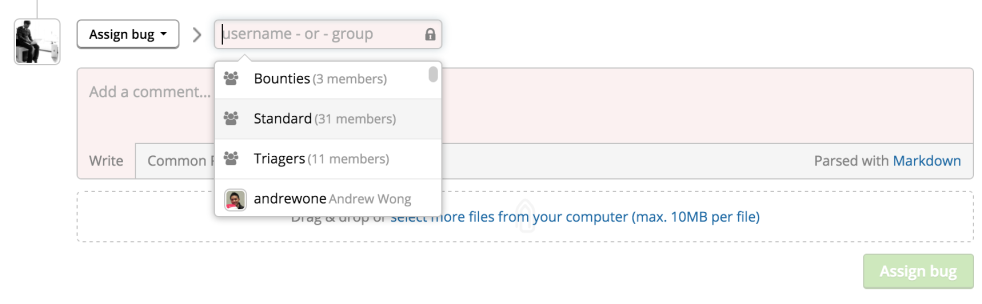 Assign bug
username - or - group
Bounties (3 members)
Add a comment...
Standard (31 members)
Triagers (11 members)
Write
Common
Parsed with Markdown
andrewone Andrew Wong
Drag & drop or select more files from your computer (max. 10MB per file)
Assign bug